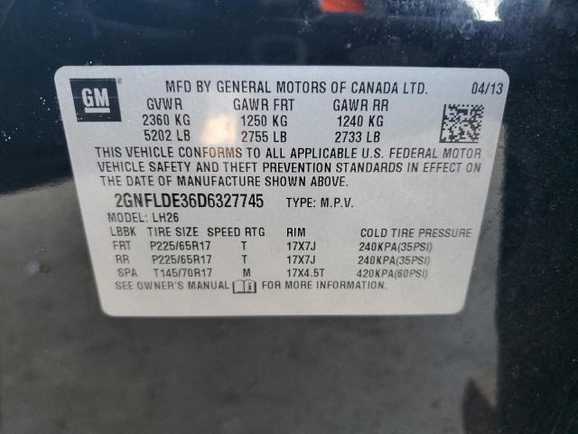 GM MFD BY GENERAL MOTORS OF CANADA LTD. 04/13
GVWR GAWR FRT GAWR RR
2360 KG 1250 KG 1240 KG
5202 LB 2755 LB 2733 LB
THIS VEHICLE CONFORMS TO ALL APPLICABLE U.S. FEDERAL MOTOR
VEHICLE SAFETY AND THEFT PREVENTION STANDARDS IN EFFECT ON
THE DATE OF MANUFACTURE SHOWN ABOVE.
2GNFLDE36D6327745 TYPE: M.P.V.
MODEL: LH26
LBBK TIRE SIZE SPEED RTG RIM COLD TIRE PRESSURE
FRT P225/65R17 T 17X7J 240KPA(35PSI)
RR P225/65R17 T 17X7J 240KPA(35PSI)
SPA T145/70R17 M 17X4.5T 420KPA(60PSI)
SEE OWNER'S MANUAL FOR MORE INFORMATION.